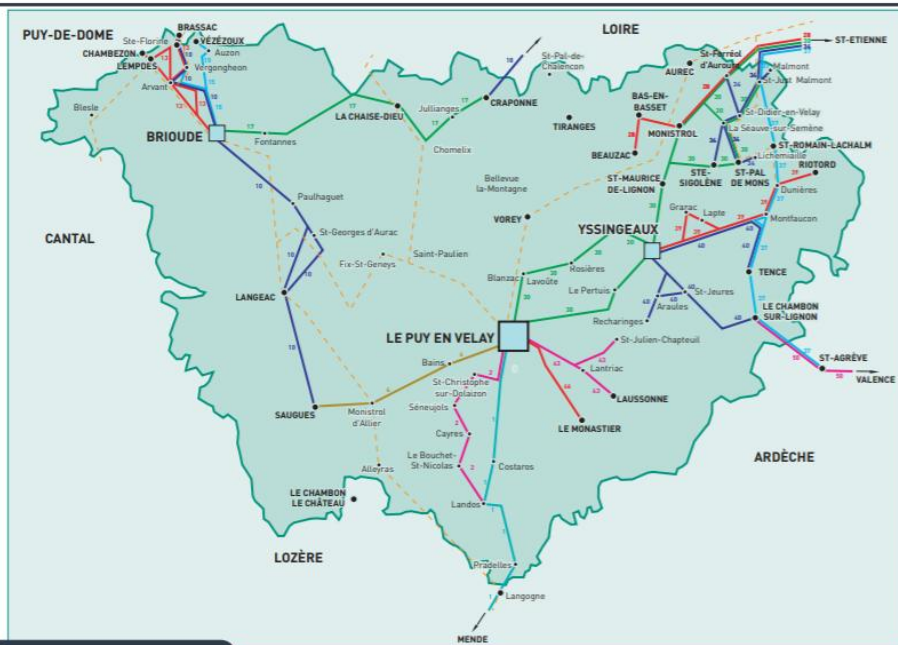 PUY-DE-DOME
BRASSAC
Ste-Florine
VÉZÉZOUX
CHAMBEZON
Auzon
LEMPDES
Vergongheon
Arvant
Blesle
BRIOUDE
Fontannes
LA CHAISE-DIEU
Jullianges
CRAPONNE
Chomelix
LOIRE
St-Pal-de-
Chalencon
TIRANGES
Bellevue
la-Montagne
VOREY
AUREC
St-Ferréol
d'Auroure
ST-ETIENNE
Malmont
St-Just Malmont
BAS-EN-
BASSET
MONISTROL
BEAUZAC
St-Didier-en-Velay
La Séauve-sur-Semène
ST-ROMAIN-LACHALM
Lichemiaille
RIOTORD
STE-
SIGOLÈNE
ST-PAL
DE MONS
Dunières
ST-MAURICE
DE-LIGNON
Grazac
Lapte
Montfaucon
YSSINGEAUX
CANTAL
Paulhaguet
St-Georges d'Aurac
Fix-St-Geneys
Saint-Paulien
LANGEAC
Blanzac
Lavoûte
Rosières
Le Pertuis
Recharinges
Araules
St-Jeures
TENCE
LE CHAMBON
SUR-LIGNON
ST-AGRÈVE
VALENCE
LE PUY EN VELAY
St-Julien-Chapteuil
Lantriac
LAUSSONNE
LE MONASTIER
Bains
St-Christophe
sur-Dolaizon
Séneujols
SAUGUES
Monistrol
d'Allier
Cayres
Le Bouchet-
St-Nicolas
Costaros
Alleyras
LE CHAMBON
LE CHÂTEAU
Landos
ARDÈCHE
LOZÈRE
Pradelles
Langogne
MENDE